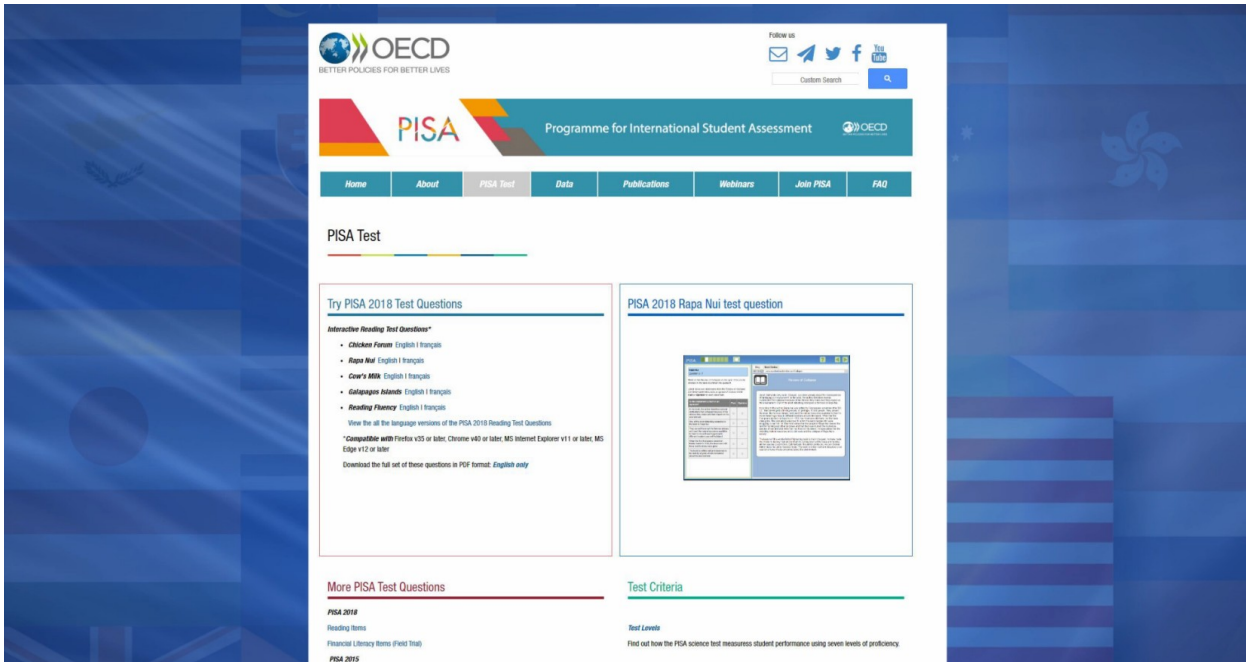 OECD
BETTER POLICIES FOR BETTER LIVES
Follow us
You
Tube
Custom Search
PISA
Programme for International Student Assessment
OECD
Home
About
PISA Test
Data
Publications
Webinars
Join PISA
FAQ
PISA Test
Try PISA 2018 Test Questions
Interactive Reading Test Questions*
• Chicken Forum English I français
• Rapa Nui English I français
• Cow's Milk English I français
• Galapagos Islands English I français
• Reading Fluency English I français
View the all the language versions of the PISA 2018 Reading Test Questions
*Compatible with Firefox v35 or later, Chrome v40 or later, MS Internet Explorer v11 or later, MS
Edge v12 or later
Download the full set of these questions in PDF format: English only
PISA 2018 Rapa Nui test question
More PISA Test Questions
PISA 2018
Reading Items
Financial Literacy Items (Field Trial)
PISA 2015
Test Criteria
Test Levels
Find out how the PISA science test measuress student performance using seven levels of proficiency.